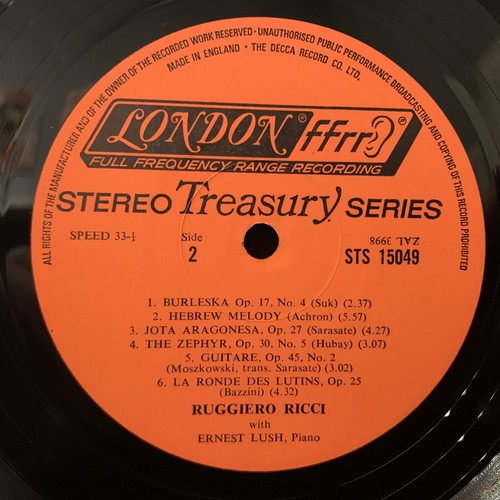 ALL RIGHTS OF THE MANUFACTURER AND OF THE OWNER OF THE RECORDED WORK RESERVED · UNAUTHORISED PUBLIC PERFORMANCE BROADCASTING AND COPYING OF THIS RECORD PROHIBITED
MADE IN ENGLAND · THE DECCA RECORD CO. LTD.
LONDON ® ffrr ®
FULL FREQUENCY RANGE RECORDING
STEREO Treasury SERIES
SPEED 33-⅓
Side
2
ZAL 3998
STS 15049
1. BURLESKA Op. 17, No. 4 (Suk) (2.37)
2. HEBREW MELODY (Achron) (5.57)
3. JOTA ARAGONESA, Op. 27 (Sarasate) (4.27)
4. THE ZEPHYR, Op. 30, No. 5 (Hubay) (3.07)
5. GUITARE, Op. 45, No. 2
(Moszkowski, trans. Sarasate) (3.02)
6. LA RONDE DES LUTINS, Op. 25
(Bazzini) (4.32)
RUGGIERO RICCI
with
ERNEST LUSH, Piano